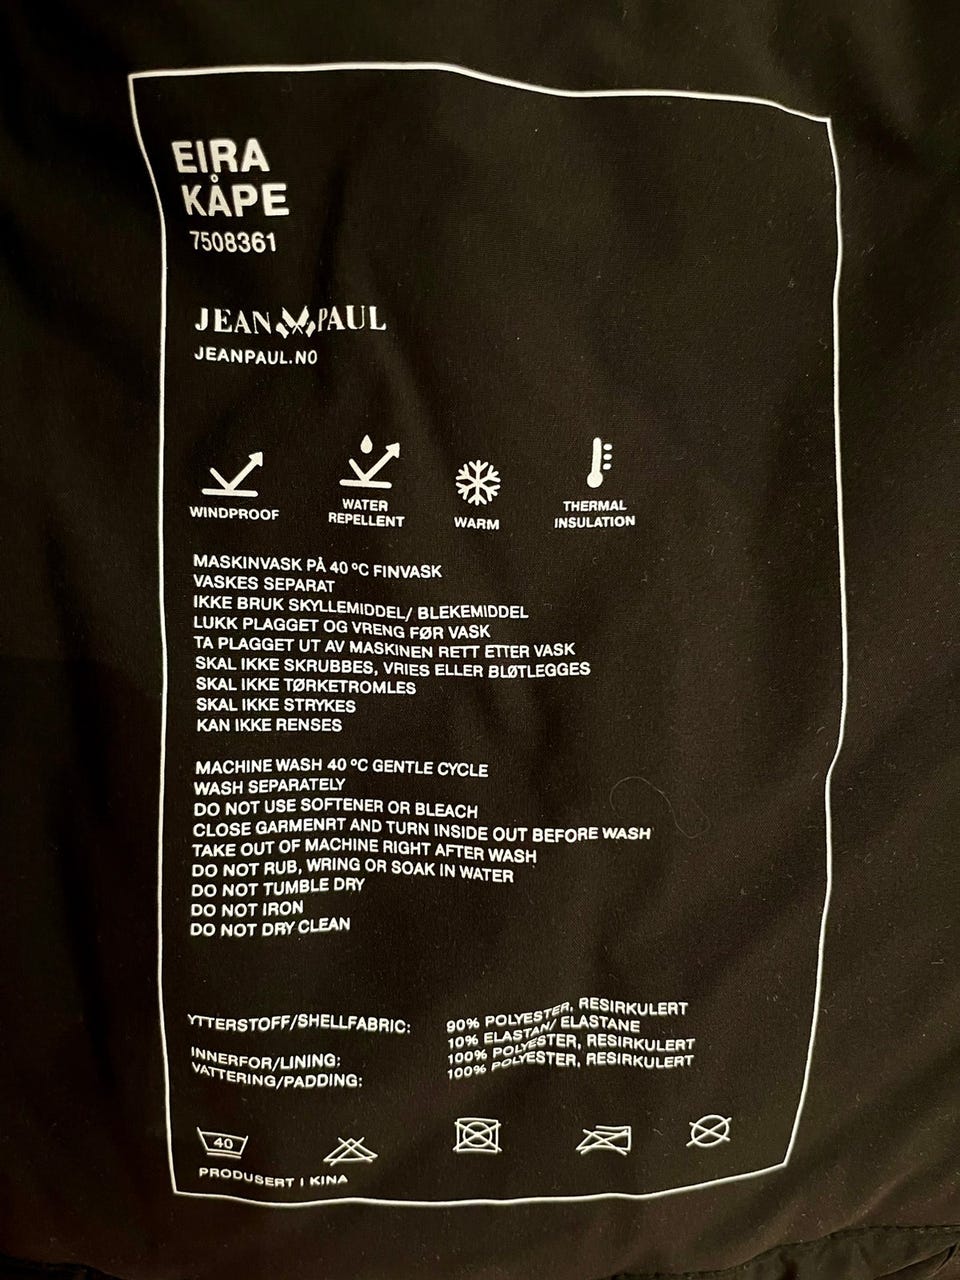 EIRA
KÅPE
7508361
JEAN PAUL
JEANPAUL.NO
WINDPROOF
WATER
REPELLENT
WARM
THERMAL
INSULATION
MASKINVASK PÅ 40 ºC FINVASK
VASKES SEPARAT
IKKE BRUK SKYLLEMIDDEL/ BLEKEMIDDEL
LUKK PLAGGET OG VRENG FØR VASK
TA PLAGGET UT AV MASKINEN RETT ETTER VASK
SKAL IKKE SKRUBBES, VRIES ELLER BLØTLEGGES
SKAL IKKE TØRKETROMLES
SKAL IKKE STRYKES
KAN IKKE RENSES
MACHINE WASH 40 ºC GENTLE CYCLE
WASH SEPARATELY
DO NOT USE SOFTENER OR BLEACH
CLOSE GARMENRT AND TURN INSIDE OUT BEFORE WASH
TAKE OUT OF MACHINE RIGHT AFTER WASH
DO NOT RUB, WRING OR SOAK IN WATER
DO NOT TUMBLE DRY
DO NOT IRON
DO NOT DRY CLEAN
YTTERSTOFF/SHELLFABRIC: 90% POLYESTER, RESIRKULERT
10% ELASTAN/ ELASTANE
INNERFOR/LINING: 100% POLYESTER, RESIRKULERT
VATTERING/PADDING: 100% POLYESTER, RESIRKULERT
40
PRODUSERT I KINA